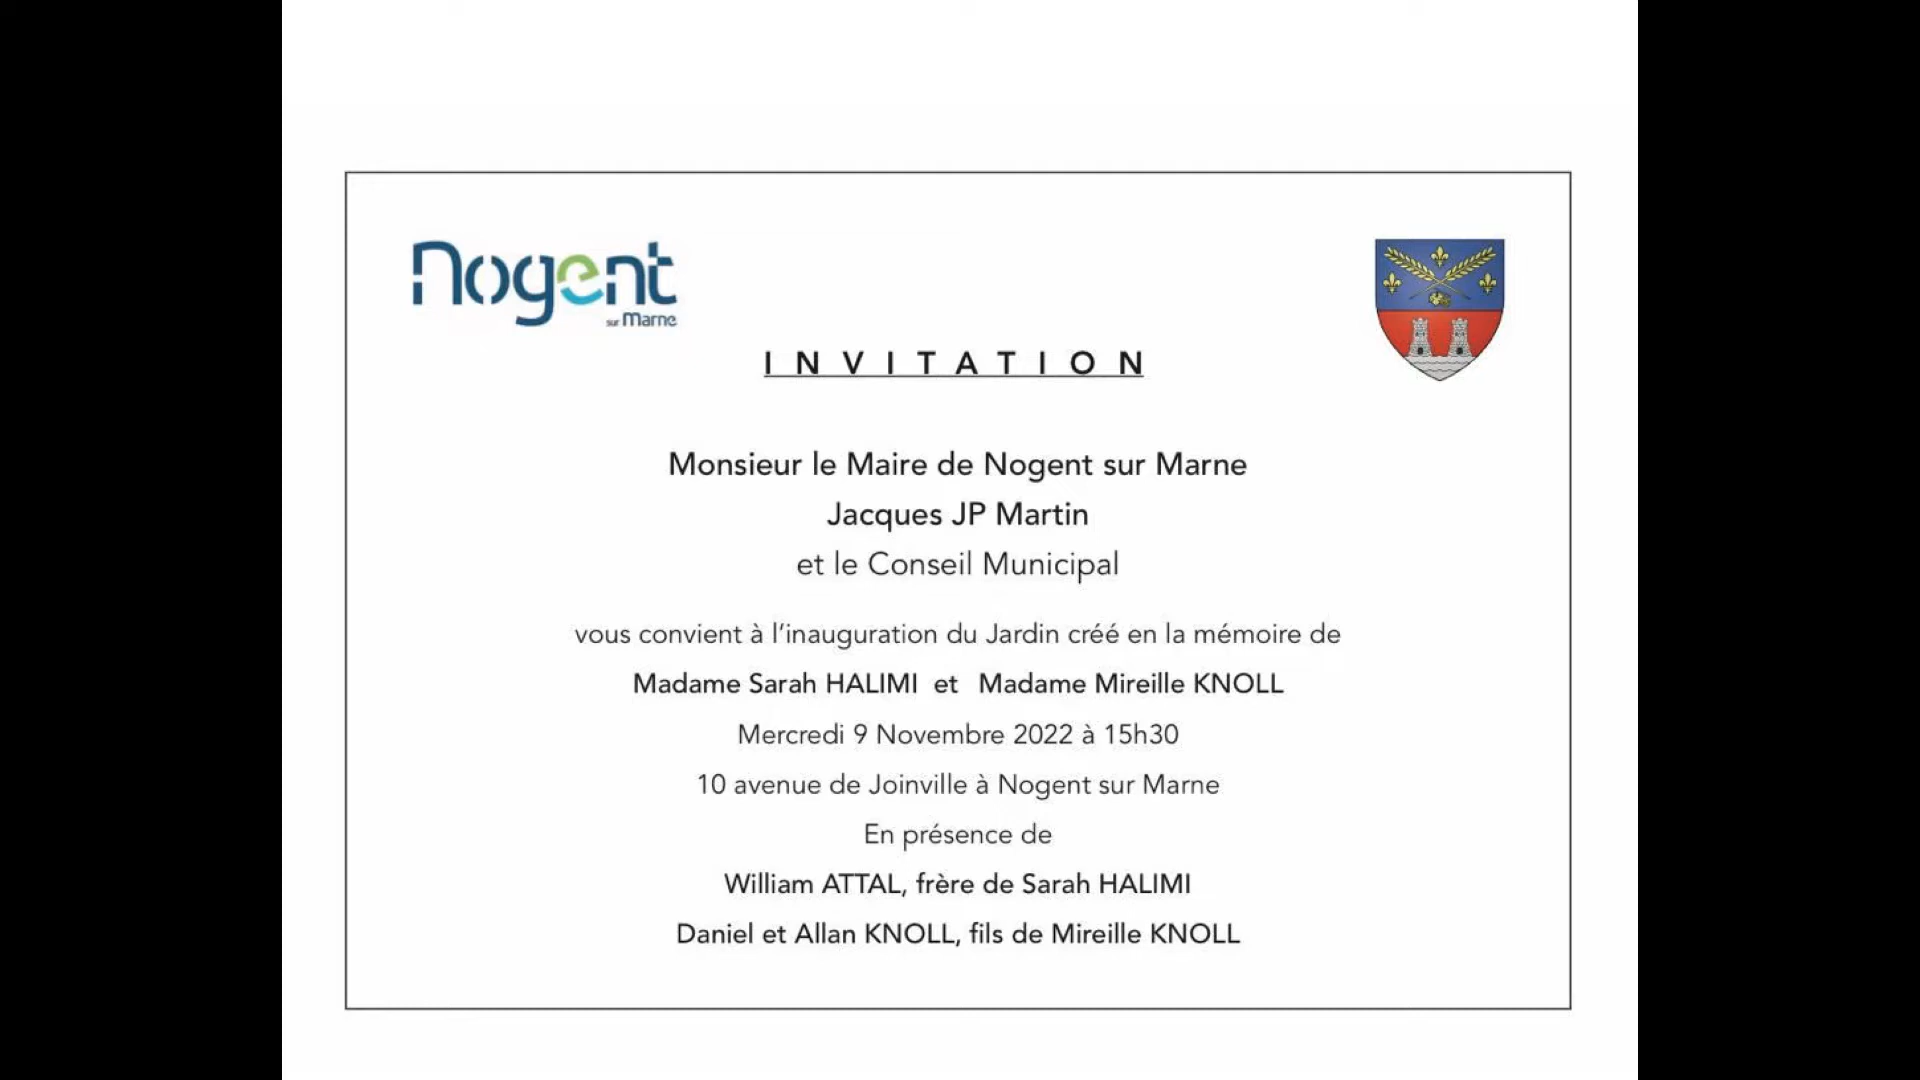 Nogent
sur Marne
INVITATION
Monsieur le Maire de Nogent sur Marne
Jacques JP Martin
et le Conseil Municipal
vous convient à l'inauguration du Jardin créé en la mémoire de
Madame Sarah HALIMI et Madame Mireille KNOLL
Mercredi 9 Novembre 2022 à 15h30
10 avenue de Joinville à Nogent sur Marne
En présence de
William ATTAL, frère de Sarah HALIMI
Daniel et Allan KNOLL, fils de Mireille KNOLL